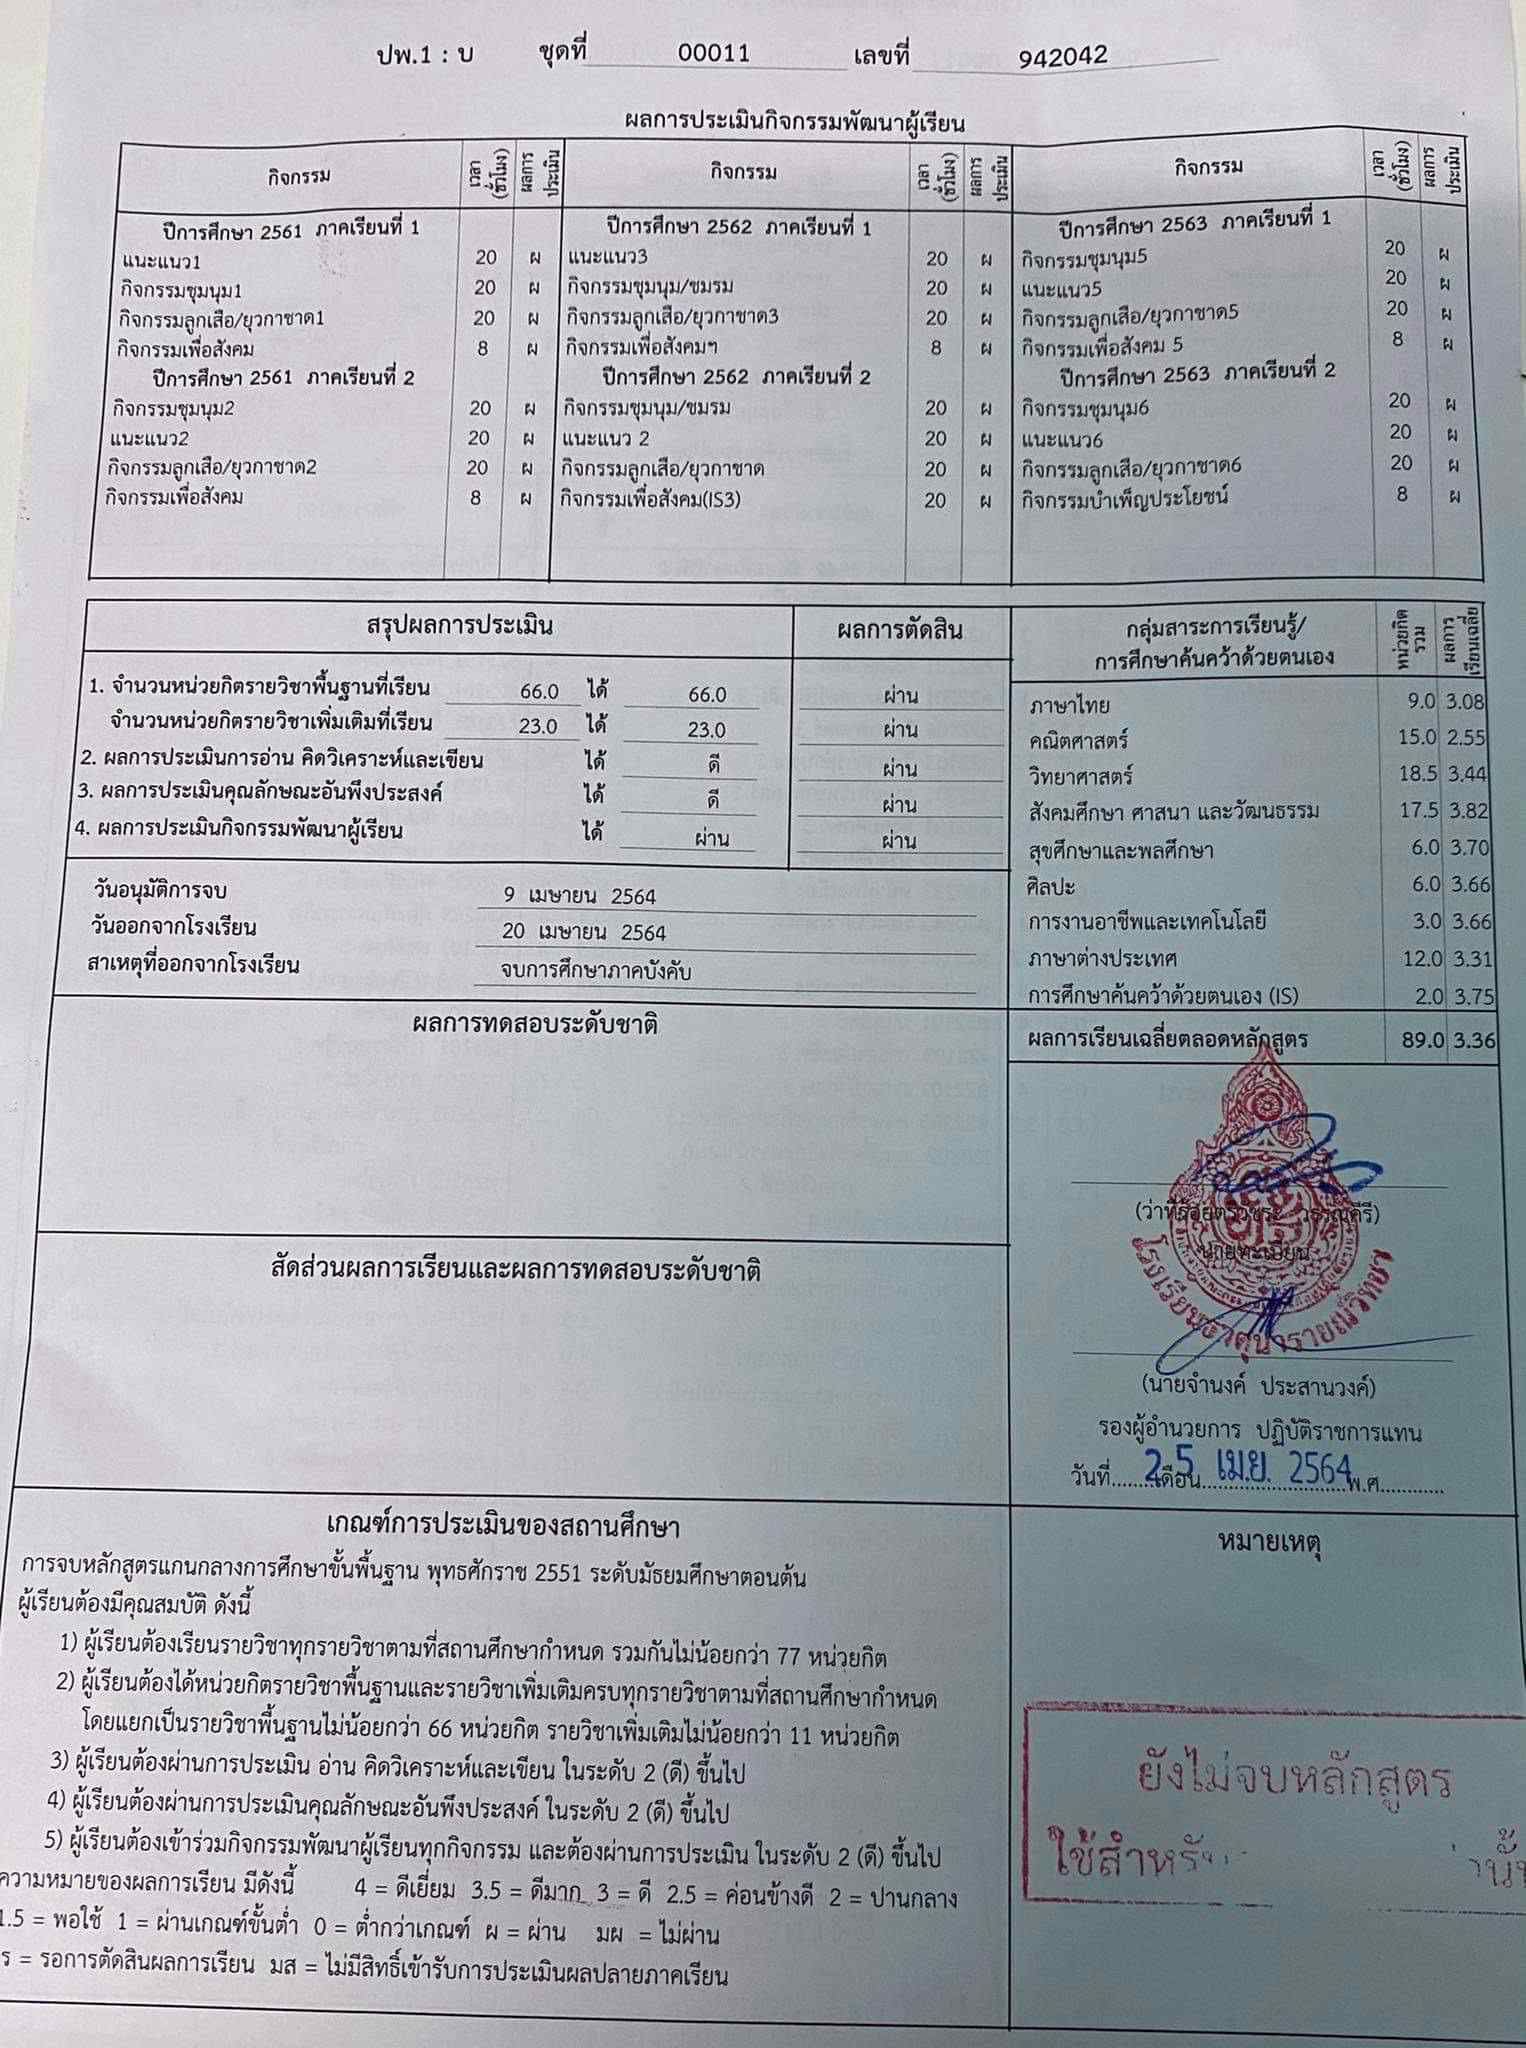 ปพ.1 : บ ชุดที่ 00011 เลขที่ 942042
ผลการประเมินกิจกรรมพัฒนาผู้เรียน
กิจกรรม เวลา (ชั่วโมง) ผลการประเมิน กิจกรรม เวลา (ชั่วโมง) ผลการประเมิน กิจกรรม เวลา (ชั่วโมง) ผลการประเมิน
ปีการศึกษา 2561 ภาคเรียนที่ 1 ปีการศึกษา 2562 ภาคเรียนที่ 1 ปีการศึกษา 2563 ภาคเรียนที่ 1
แนะแนว1 20 ผ แนะแนว3 20 ผ กิจกรรมชุมนุม5 20 ผ
กิจกรรมชุมนุม1 20 ผ กิจกรรมชุมนุม/ชมรม 20 ผ แนะแนว5 20 ผ
กิจกรรมลูกเสือ/ยุวกาชาด1 20 ผ กิจกรรมลูกเสือ/ยุวกาชาด3 20 ผ กิจกรรมลูกเสือ/ยุวกาชาด5 20 ผ
กิจกรรมเพื่อสังคม 8 ผ กิจกรรมเพื่อสังคมฯ 8 ผ กิจกรรมเพื่อสังคม 5 8 ผ
ปีการศึกษา 2561 ภาคเรียนที่ 2 ปีการศึกษา 2562 ภาคเรียนที่ 2 ปีการศึกษา 2563 ภาคเรียนที่ 2
กิจกรรมชุมนุม2 20 ผ กิจกรรมชุมนุม/ชมรม 20 ผ กิจกรรมชุมนุม6 20 ผ
แนะแนว2 20 ผ แนะแนว 2 20 ผ แนะแนว6 20 ผ
กิจกรรมลูกเสือ/ยุวกาชาด2 20 ผ กิจกรรมลูกเสือ/ยุวกาชาด 20 ผ กิจกรรมลูกเสือ/ยุวกาชาด6 20 ผ
กิจกรรมเพื่อสังคม 8 ผ กิจกรรมเพื่อสังคม(IS3) 20 ผ กิจกรรมบำเพ็ญประโยชน์ 8 ผ
สรุปผลการประเมิน ผลการตัดสิน
1. จำนวนหน่วยกิตรายวิชาพื้นฐานที่เรียน 66.0 ได้ 66.0 ผ่าน
จำนวนหน่วยกิตรายวิชาเพิ่มเติมที่เรียน 23.0 ได้ 23.0 ผ่าน
2. ผลการประเมินการอ่าน คิดวิเคราะห์และเขียน ได้ ดี ผ่าน
3. ผลการประเมินคุณลักษณะอันพึงประสงค์ ได้ ดี ผ่าน
4. ผลการประเมินกิจกรรมพัฒนาผู้เรียน ได้ ผ่าน ผ่าน
วันอนุมัติการจบ 9 เมษายน 2564
วันออกจากโรงเรียน 20 เมษายน 2564
สาเหตุที่ออกจากโรงเรียน จบการศึกษาภาคบังคับ
ผลการทดสอบระดับชาติ
สัดส่วนผลการเรียนและผลการทดสอบระดับชาติ
กลุ่มสาระการเรียนรู้/ หน่วยกิตรวม ผลการเรียนเฉลี่ย
การศึกษาค้นคว้าด้วยตนเอง
ภาษาไทย 9.0 3.08
คณิตศาสตร์ 15.0 2.55
วิทยาศาสตร์ 18.5 3.44
สังคมศึกษา ศาสนา และวัฒนธรรม 17.5 3.82
สุขศึกษาและพลศึกษา 6.0 3.70
ศิลปะ 6.0 3.66
การงานอาชีพและเทคโนโลยี 3.0 3.66
ภาษาต่างประเทศ 12.0 3.31
การศึกษาค้นคว้าด้วยตนเอง (IS) 2.0 3.75
ผลการเรียนเฉลี่ยตลอดหลักสูตร 89.0 3.36
(ว่าที่ร้อยตรีวัชระ วรรณคีรี)
นายทะเบียน
โรงเรียนธาตุนารายณ์วิทยา
(นายจำนงค์ ประสานวงค์)
รองผู้อำนวยการ ปฏิบัติราชการแทน
วันที่ 25 เดือน เม.ย. 2564 พ.ศ.
เกณฑ์การประเมินของสถานศึกษา
การจบหลักสูตรแกนกลางการศึกษาขั้นพื้นฐาน พุทธศักราช 2551 ระดับมัธยมศึกษาตอนต้น
ผู้เรียนต้องมีคุณสมบัติ ดังนี้
1) ผู้เรียนต้องเรียนรายวิชาทุกรายวิชาตามที่สถานศึกษากำหนด รวมกันไม่น้อยกว่า 77 หน่วยกิต
2) ผู้เรียนต้องได้หน่วยกิตรายวิชาพื้นฐานและรายวิชาเพิ่มเติมครบทุกรายวิชาตามที่สถานศึกษากำหนด
โดยแยกเป็นรายวิชาพื้นฐานไม่น้อยกว่า 66 หน่วยกิต รายวิชาเพิ่มเติมไม่น้อยกว่า 11 หน่วยกิต
3) ผู้เรียนต้องผ่านการประเมิน อ่าน คิดวิเคราะห์และเขียน ในระดับ 2 (ดี) ขึ้นไป
4) ผู้เรียนต้องผ่านการประเมินคุณลักษณะอันพึงประสงค์ ในระดับ 2 (ดี) ขึ้นไป
5) ผู้เรียนต้องเข้าร่วมกิจกรรมพัฒนาผู้เรียนทุกกิจกรรม และต้องผ่านการประเมิน ในระดับ 2 (ดี) ขึ้นไป
ความหมายของผลการเรียน มีดังนี้ 4 = ดีเยี่ยม 3.5 = ดีมาก 3 = ดี 2.5 = ค่อนข้างดี 2 = ปานกลาง
1.5 = พอใช้ 1 = ผ่านเกณฑ์ขั้นต่ำ 0 = ต่ำกว่าเกณฑ์ ผ = ผ่าน มผ = ไม่ผ่าน
ร = รอการตัดสินผลการเรียน มส = ไม่มีสิทธิ์เข้ารับการประเมินผลปลายภาคเรียน
หมายเหตุ
ยังไม่จบหลักสูตร
ใช้สำหรับ